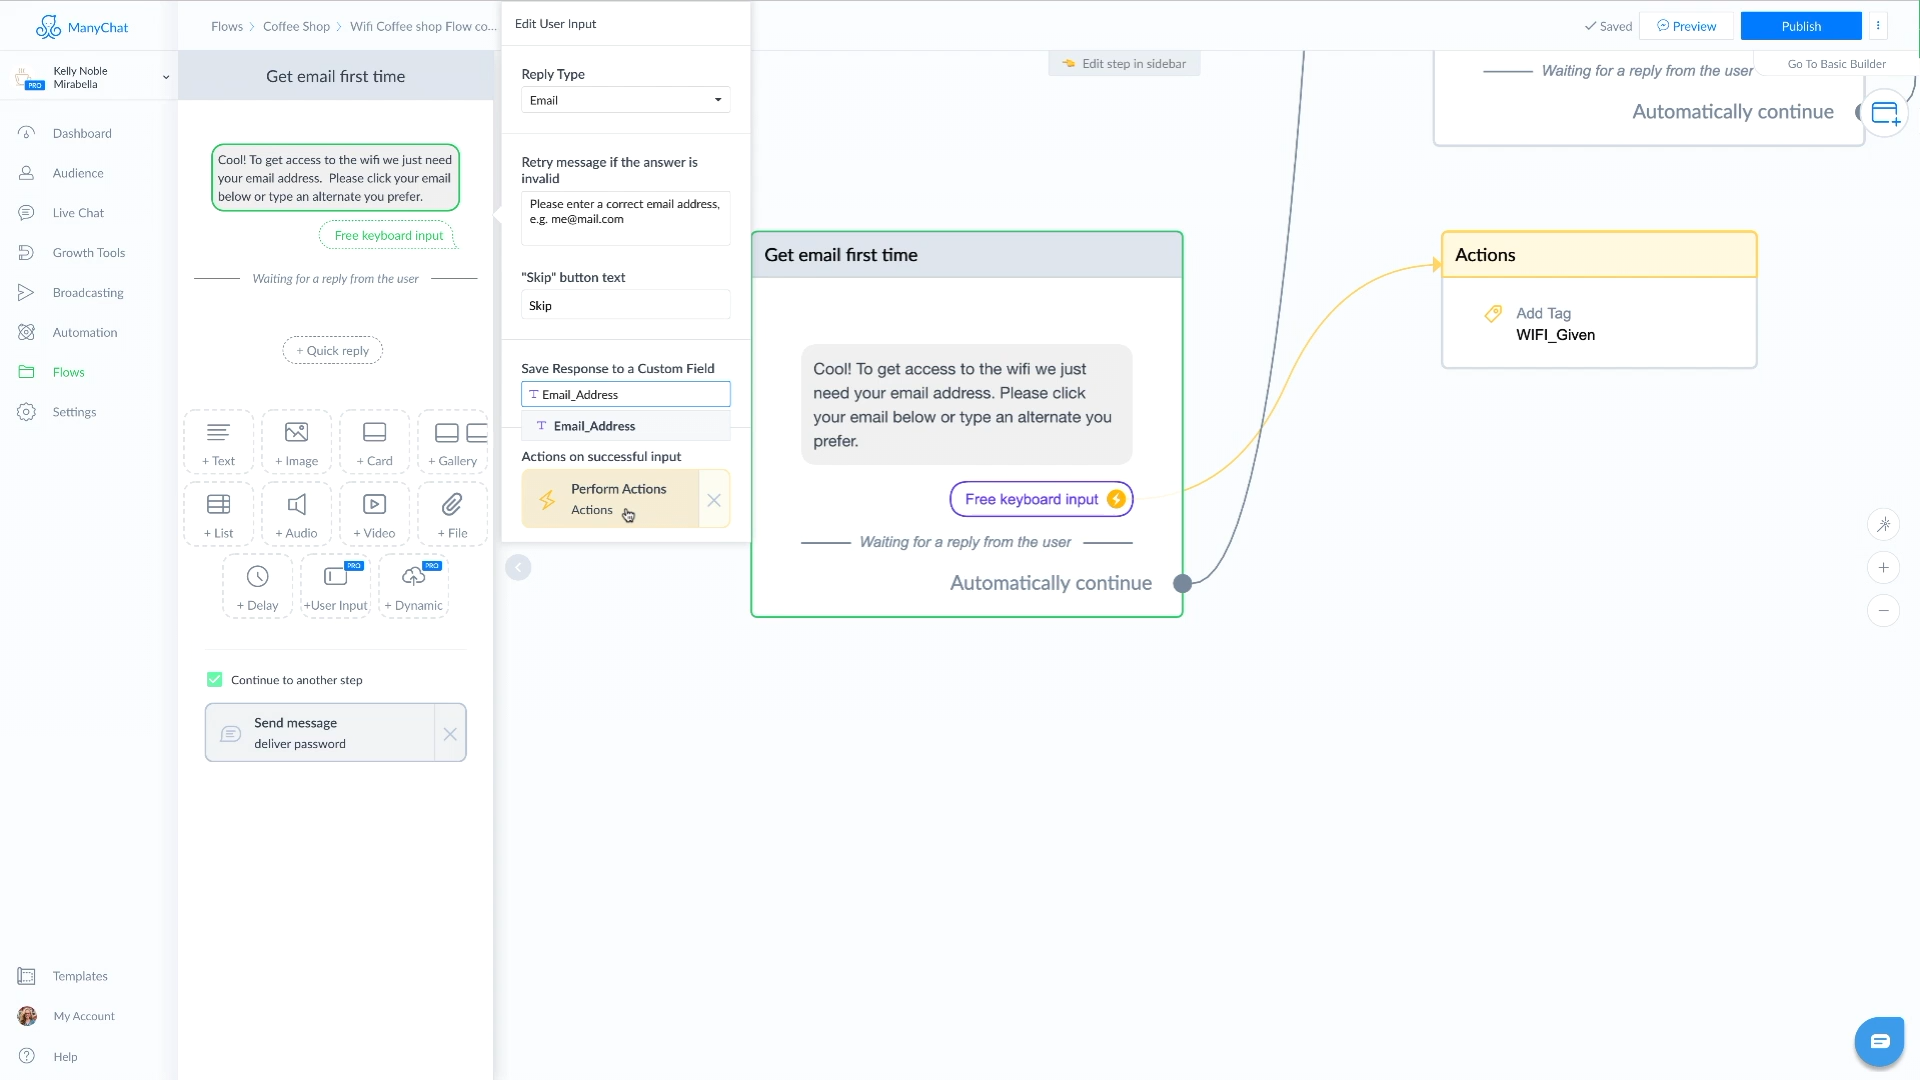 ManyChat
Flows
Coffee Shop
Wifi Coffee shop Flow co...
Edit User Input
Saved
Preview
Publish
Kelly Noble
Mirabella
PRO
Dashboard
Audience
Live Chat
Growth Tools
Broadcasting
Automation
Flows
Settings
Templates
My Account
Help
Get email first time
Cool! To get access to the wifi we just need
your email address.  Please click your email
below or type an alternate you prefer.
Free keyboard input
Waiting for a reply from the user
+ Quick reply
+ Text
+ Image
+ Card
+ Gallery
+ List
+ Audio
+ Video
+ File
+ Delay
PRO
+User Input
PRO
+ Dynamic
Continue to another step
Send message
deliver password
Reply Type
Email
Retry message if the answer is
invalid
Please enter a correct email address,
e.g. me@mail.com
"Skip" button text
Skip
Save Response to a Custom Field
T Email_Address
T Email_Address
Actions on successful input
Perform Actions
Actions
Edit step in sidebar
Get email first time
Cool! To get access to the wifi we just
need your email address. Please click
your email below or type an alternate you
prefer.
Free keyboard input
Waiting for a reply from the user
Automatically continue
Waiting for a reply from the user
Go To Basic Builder
Automatically continue
Actions
Add Tag
WIFI_Given